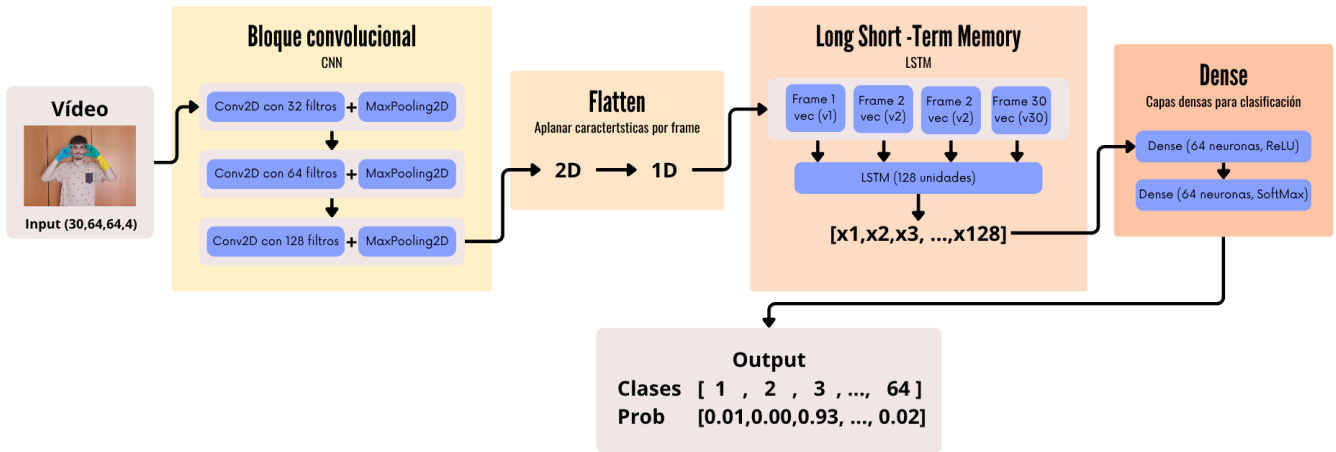 Vídeo
Input (30,64,64,4)
Bloque convolucional
CNN
Conv2D con 32 filtros + MaxPooling2D
Conv2D con 64 filtros + MaxPooling2D
Conv2D con 128 filtros + MaxPooling2D
Flatten
Aplanar caractertsticas por frame
2D 1D
Long Short -Term Memory
LSTM
Frame 1 vec (v1)
Frame 2 vec (v2)
Frame 2 vec (v2)
Frame 30 vec (v30)
LSTM (128 unidades)
[x1,x2,x3, ...,x128]
Dense
Capas densas para clasificación
Dense (64 neuronas, ReLU)
Dense (64 neuronas, SoftMax)
Output
Clases [ 1 , 2 , 3 , ..., 64 ]
Prob [0.01,0.00,0.93, ..., 0.02]